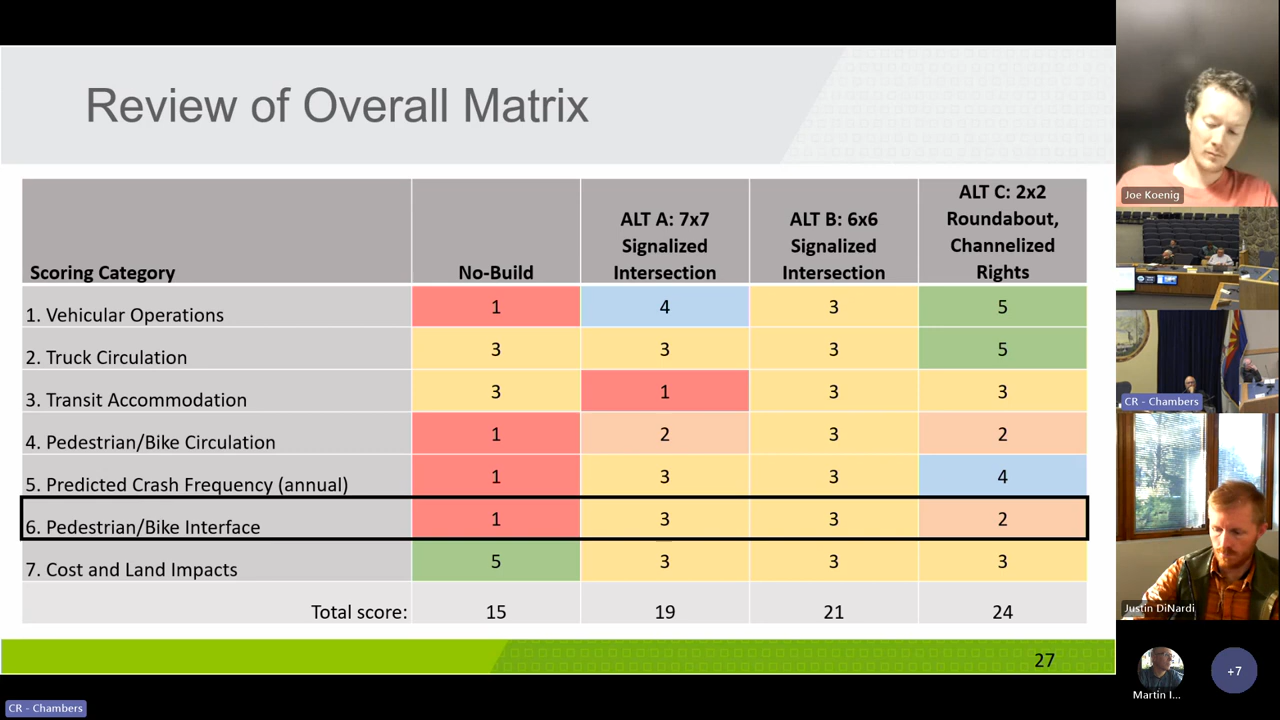 Review of Overall Matrix
Scoring Category
No-Build
ALT A: 7x7
Signalized
Intersection
ALT B: 6x6
Signalized
Intersection
ALT C: 2x2
Roundabout,
Channelized
Rights
1. Vehicular Operations 1 4 3 5
2. Truck Circulation 3 3 3 5
3. Transit Accommodation 3 1 3 3
4. Pedestrian/Bike Circulation 1 2 3 2
5. Predicted Crash Frequency (annual) 1 3 3 4
6. Pedestrian/Bike Interface 1 3 3 2
7. Cost and Land Impacts 5 3 3 3
Total score: 15 19 21 24
27
CR - Chambers
Joe Koenig
CR - Chambers
Justin DiNardi
Martin I...
+7